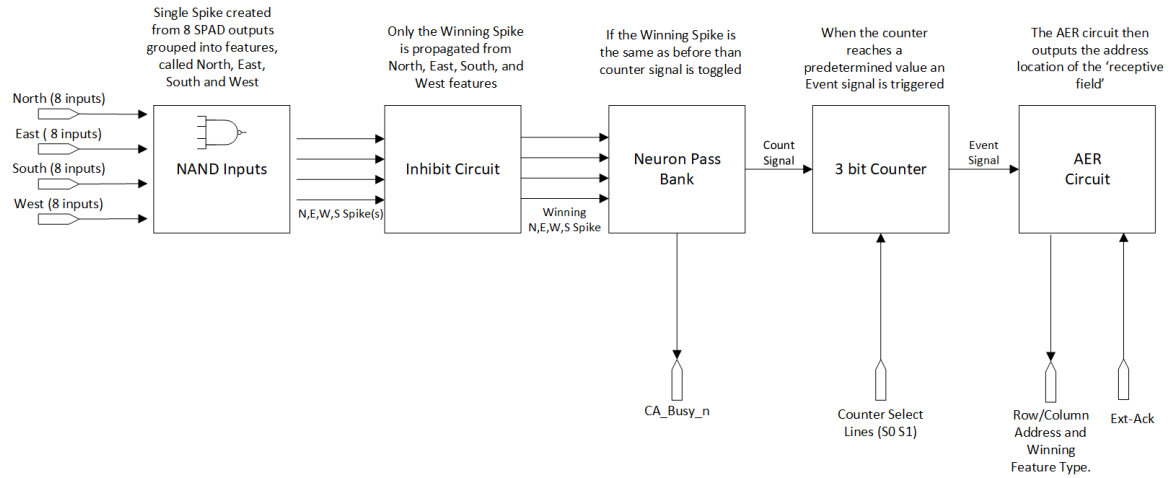 Single Spike created
from 8 SPAD outputs
grouped into features,
called North, East,
South and West
Only the Winning Spike
is propagated from
North, East, South, and
West features
If the Winning Spike is
the same as before than
counter signal is toggled
When the counter
reaches a
predetermined value an
Event signal is triggered
The AER circuit then
outputs the address
location of the ‘receptive
field’
North (8 inputs)
East ( 8 inputs)
South (8 inputs)
West (8 inputs)
NAND Inputs
N,E,W,S Spike(s)
Inhibit Circuit
Winning
N,E,W,S Spike
Neuron Pass
Bank
Count
Signal
3 bit Counter
Event
Signal
AER
Circuit
CA_Busy_n
Counter Select
Lines (S0 S1)
Row/Column
Address and
Winning
Feature Type.
Ext-Ack